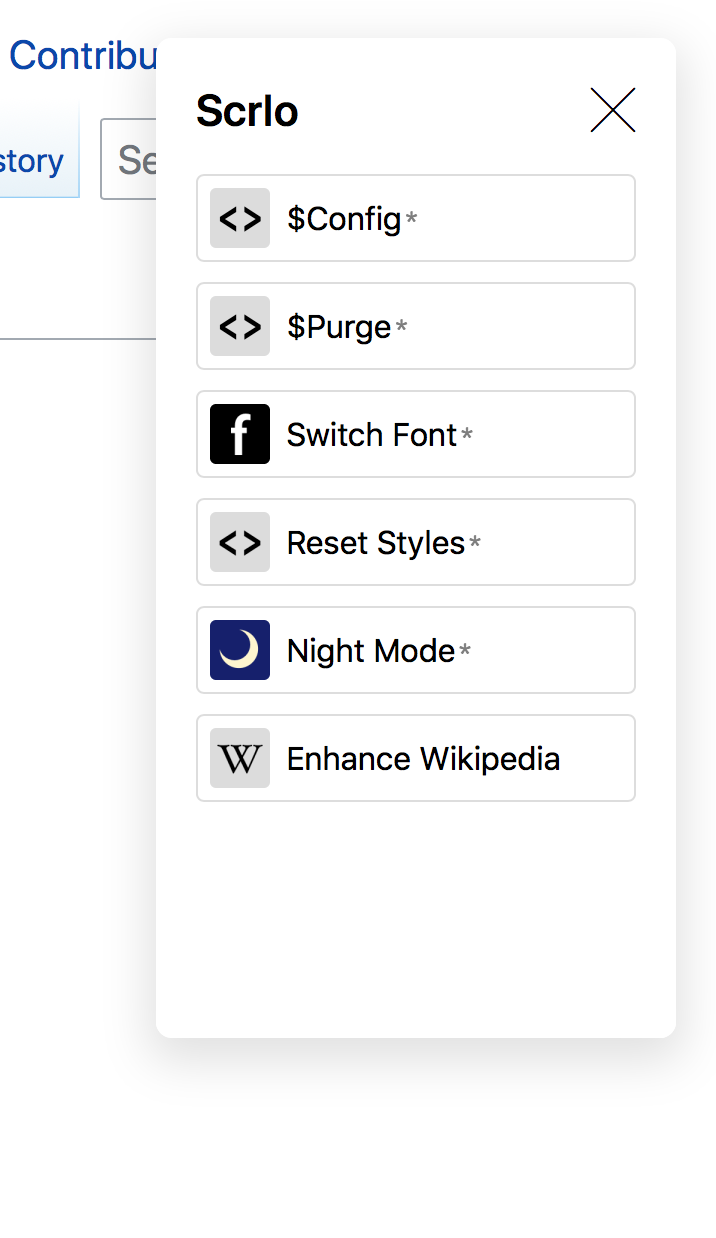 Contribu
Scrlo
story
Se
<> $Config*
<> $Purge*
f Switch Font*
<> Reset Styles*
Night Mode*
W Enhance Wikipedia